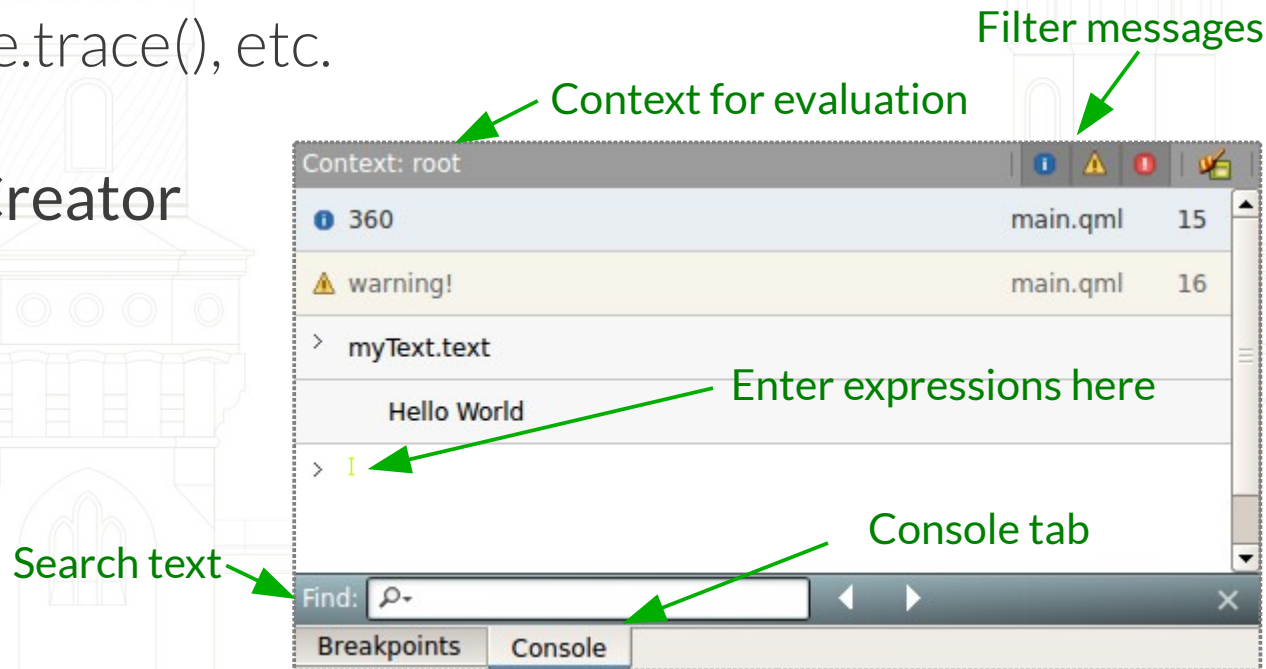 Filter messages
e.trace(), etc.
Context for evaluation
Context: root
Creator
360 main.qml 15
warning! main.qml 16
> myText.text
Enter expressions here
Hello World
>
Console tab
Search text
Find:
Breakpoints Console